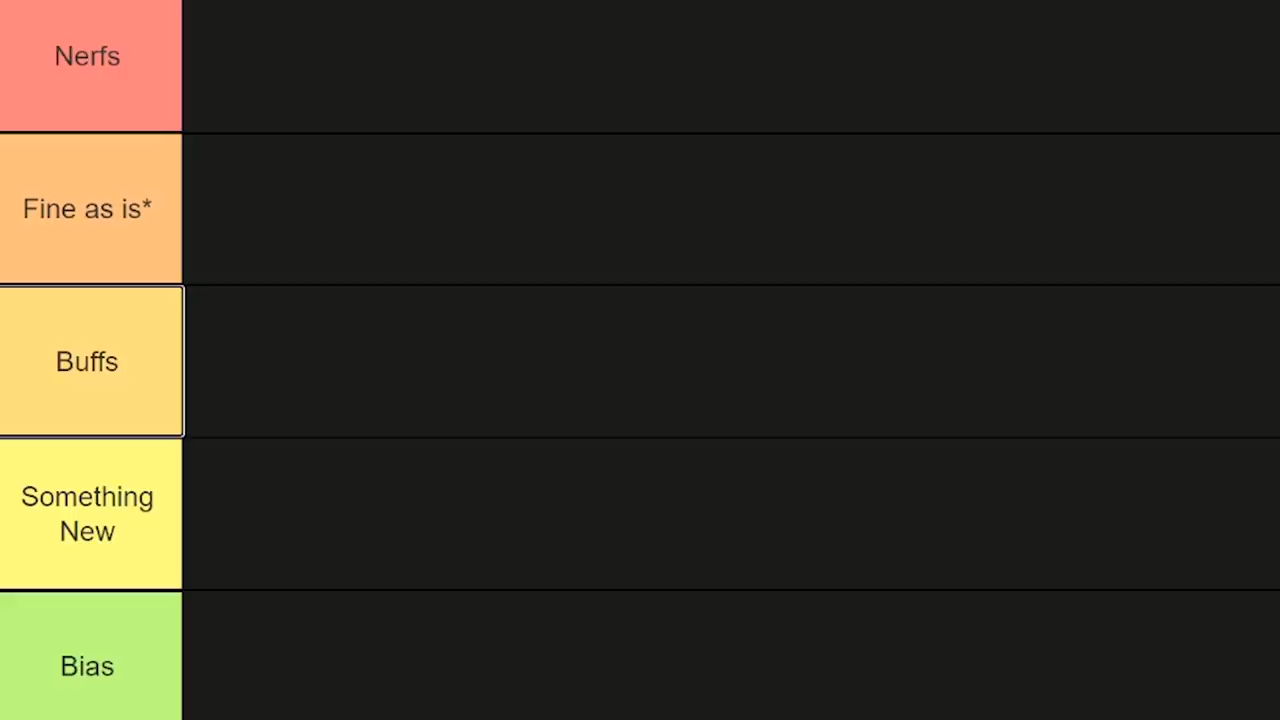 Nerfs
Fine as is*
Buffs
Something
New
Bias